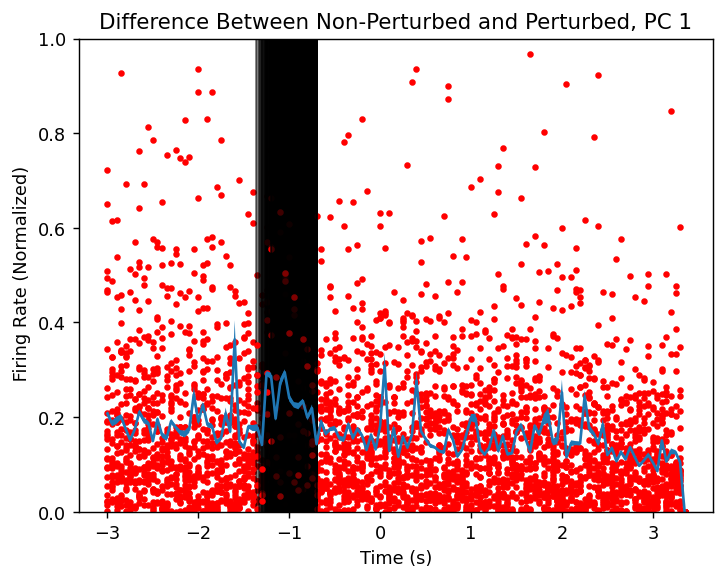 Difference Between Non-Perturbed and Perturbed, PC 1
1.0
0.8
0.6
0.4
0.2
0.0
Firing Rate (Normalized)
−3 −2 −1 0 1 2 3
Time (s)